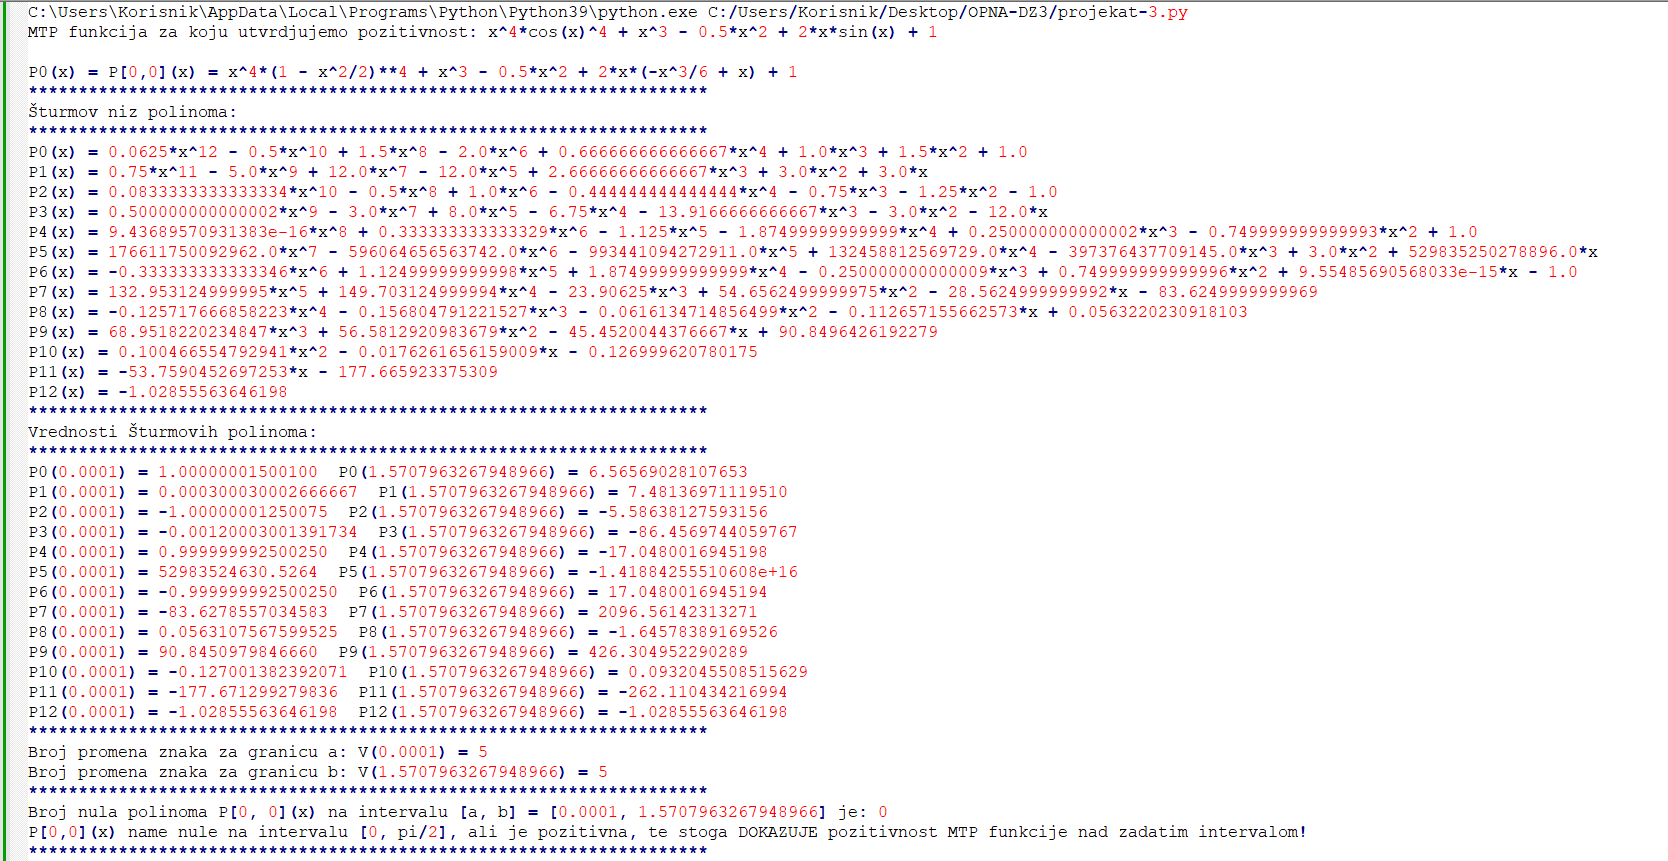 C:\Users\Korisnik\AppData\Local\Programs\Python\Python39\python.exe C:/Users/Korisnik/Desktop/OPNA-DZ3/projekat-3.py
MTP funkcija za koju utvrdjujemo pozitivnost: x^4*cos(x)^4 + x^3 - 0.5*x^2 + 2*x*sin(x) + 1
P0(x) = P[0,0](x) = x^4*(1 - x^2/2)**4 + x^3 - 0.5*x^2 + 2*x*(-x^3/6 + x) + 1
********************************************************************
Šturmov niz polinoma:
********************************************************************
P0(x) = 0.0625*x^12 - 0.5*x^10 + 1.5*x^8 - 2.0*x^6 + 0.666666666666667*x^4 + 1.0*x^3 + 1.5*x^2 + 1.0
P1(x) = 0.75*x^11 - 5.0*x^9 + 12.0*x^7 - 12.0*x^5 + 2.66666666666667*x^3 + 3.0*x^2 + 3.0*x
P2(x) = 0.0833333333333334*x^10 - 0.5*x^8 + 1.0*x^6 - 0.444444444444444*x^4 - 0.75*x^3 - 1.25*x^2 - 1.0
P3(x) = 0.500000000000002*x^9 - 3.0*x^7 + 8.0*x^5 - 6.75*x^4 - 13.9166666666667*x^3 - 3.0*x^2 - 12.0*x
P4(x) = 9.43689570931383e-16*x^8 + 0.333333333333329*x^6 - 1.125*x^5 - 1.87499999999999*x^4 + 0.250000000000002*x^3 - 0.749999999999993*x^2 + 1.0
P5(x) = 176611750092962.0*x^7 - 596064656563742.0*x^6 - 993441094272911.0*x^5 + 132458812569729.0*x^4 - 397376437709145.0*x^3 + 3.0*x^2 + 529835250278896.0*x
P6(x) = -0.333333333333346*x^6 + 1.12499999999998*x^5 + 1.87499999999999*x^4 - 0.250000000000009*x^3 + 0.749999999999996*x^2 + 9.55485690568033e-15*x - 1.0
P7(x) = 132.953124999995*x^5 + 149.703124999994*x^4 - 23.90625*x^3 + 54.6562499999975*x^2 - 28.5624999999992*x - 83.6249999999969
P8(x) = -0.125717666858223*x^4 - 0.156804791221527*x^3 - 0.0616134714856499*x^2 - 0.112657155662573*x + 0.0563220230918103
P9(x) = 68.9518220234847*x^3 + 56.5812920983679*x^2 - 45.4520044376667*x + 90.8496426192279
P10(x) = 0.100466554792941*x^2 - 0.0176261656159009*x - 0.126999620780175
P11(x) = -53.7590452697253*x - 177.665923375309
P12(x) = -1.02855563646198
********************************************************************
Vrednosti Šturmovih polinoma:
********************************************************************
P0(0.0001) = 1.00000001500100  P0(1.5707963267948966) = 6.56569028107653
P1(0.0001) = 0.000300030002666667  P1(1.5707963267948966) = 7.48136971119510
P2(0.0001) = -1.00000001250075  P2(1.5707963267948966) = -5.58638127593156
P3(0.0001) = -0.00120003001391734  P3(1.5707963267948966) = -86.4569744059767
P4(0.0001) = 0.999999992500250  P4(1.5707963267948966) = -17.0480016945198
P5(0.0001) = 52983524630.5264  P5(1.5707963267948966) = -1.41884255510608e+16
P6(0.0001) = -0.999999992500250  P6(1.5707963267948966) = 17.0480016945194
P7(0.0001) = -83.6278557034583  P7(1.5707963267948966) = 2096.56142313271
P8(0.0001) = 0.0563107567599525  P8(1.5707963267948966) = -1.64578389169526
P9(0.0001) = 90.8450979846660  P9(1.5707963267948966) = 426.304952290289
P10(0.0001) = -0.127001382392071  P10(1.5707963267948966) = 0.0932045508515629
P11(0.0001) = -177.671299279836  P11(1.5707963267948966) = -262.110434216994
P12(0.0001) = -1.02855563646198  P12(1.5707963267948966) = -1.02855563646198
********************************************************************
Broj promena znaka za granicu a: V(0.0001) = 5
Broj promena znaka za granicu b: V(1.5707963267948966) = 5
********************************************************************
Broj nula polinoma P[0, 0](x) na intervalu [a, b] = [0.0001, 1.5707963267948966] je: 0
P[0,0](x) name nule na intervalu [0, pi/2], ali je pozitivna, te stoga DOKAZUJE pozitivnost MTP funkcije nad zadatim intervalom!
********************************************************************